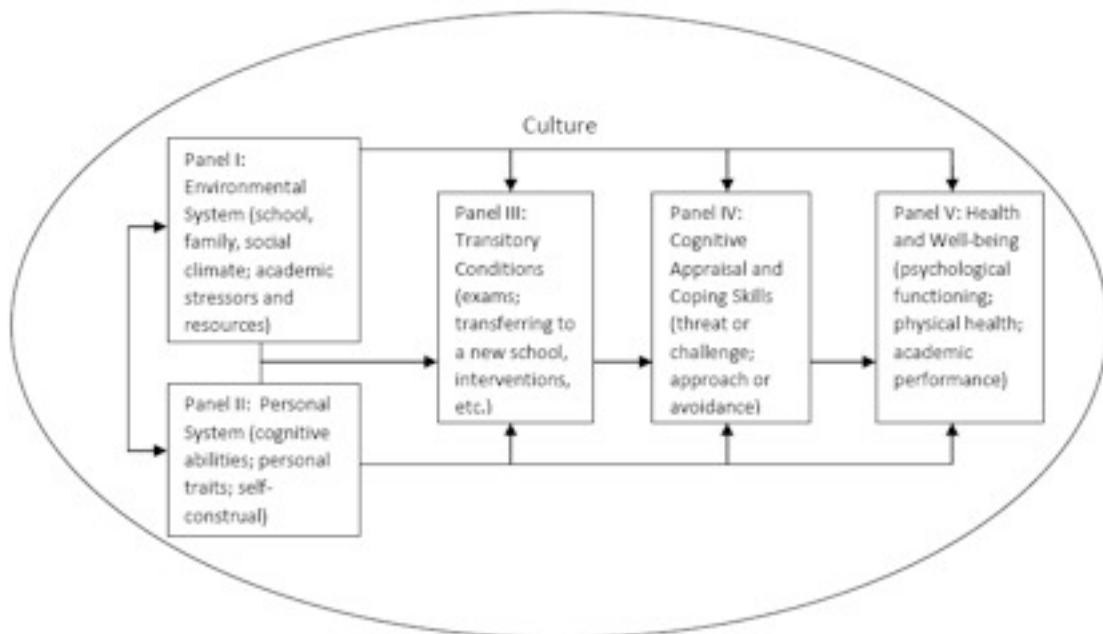 Culture
Panel I:
Environmental
System (school,
family, social
climate; academic
stressors and
resources)
Panel II: Personal
System (cognitive
abilities; personal
traits; self-
construal)
Panel III:
Transitory
Conditions
(exams;
transferring to
a new school,
interventions,
etc.)
Panel IV:
Cognitive
Appraisal and
Coping Skills
(threat or
challenge;
approach or
avoidance)
Panel V: Health
and Well-being
(psychological
functioning;
physical health;
academic
performance)